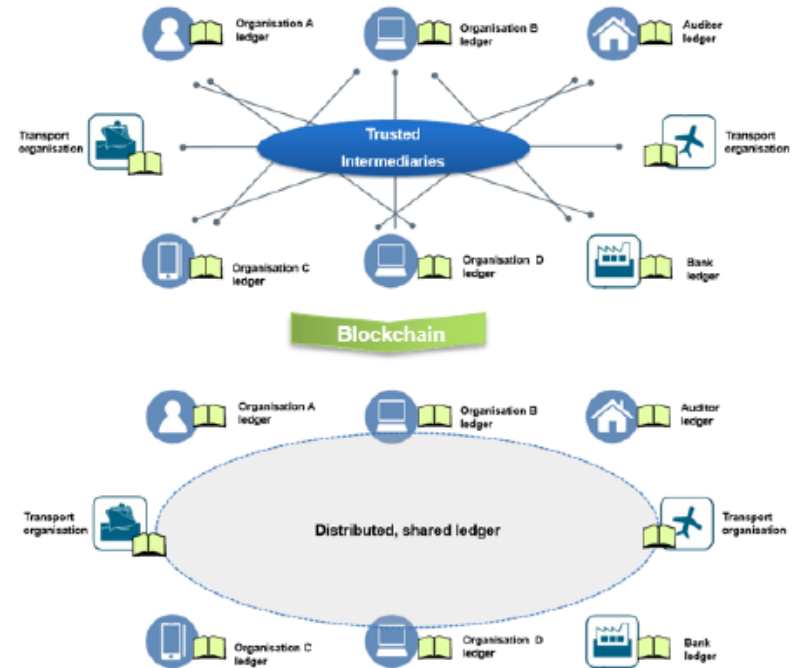 Organisation A
ledger
Organisation B
ledger
Auditor
ledger
Transport
organisation
Trusted
Intermediaries
Transport
organisation
Organisation C
ledger
Organisation D
ledger
Bank
ledger
Blockchain
Organisation A
ledger
Organisation B
ledger
Auditor
ledger
Transport
organisation
Distributed, shared ledger
Transport
organisation
Organisation C
ledger
Organisation D
ledger
Bank
ledger